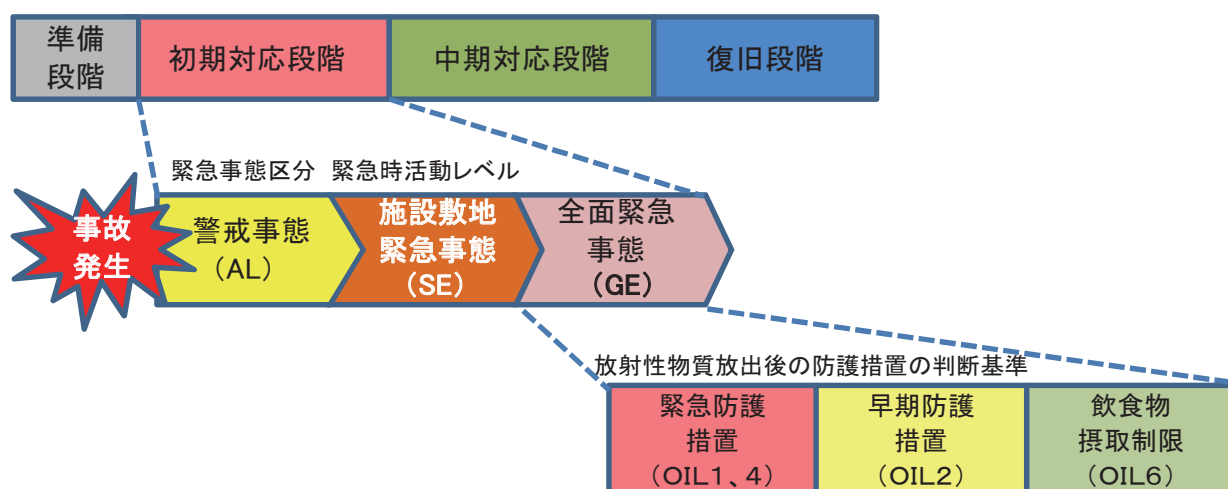 準備
段階
初期対応段階
中期対応段階
復旧段階
緊急事態区分 緊急時活動レベル
事故
発生
警戒事態
(AL)
施設敷地
緊急事態
(SE)
全面緊急
事態
(GE)
放射性物質放出後の防護措置の判断基準
緊急防護
措置
(OIL1、4)
早期防護
措置
(OIL2)
飲食物
摂取制限
(OIL6)